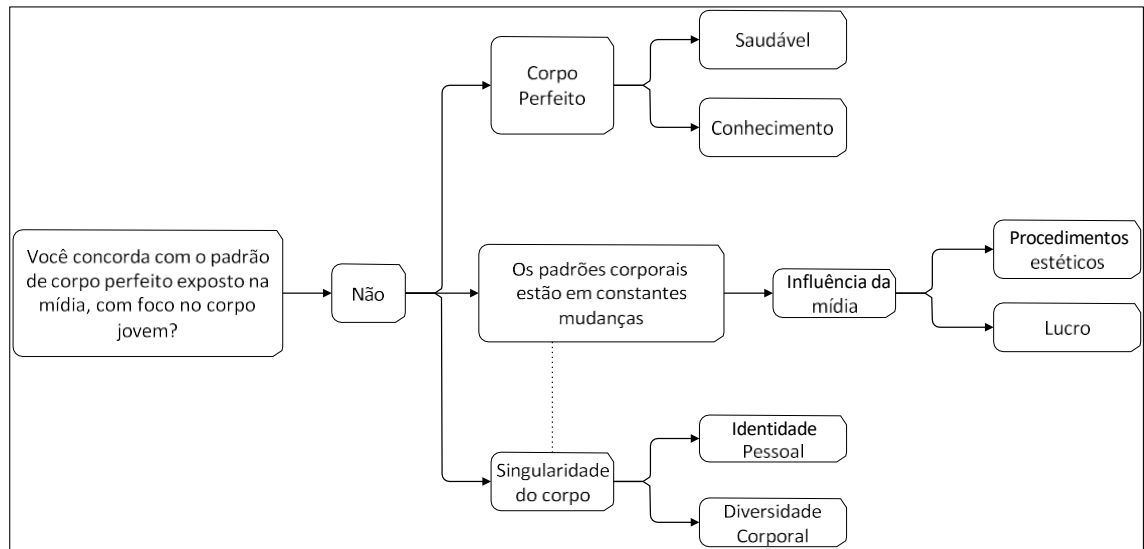 Saudável
Corpo
Perfeito
Conhecimento
Você concorda com o padrão
de corpo perfeito exposto na
mídia, com foco no corpo
jovem?
Não
Os padrões corporais
estão em constantes
mudanças
Influência da
mídia
Procedimentos
estéticos
Lucro
Singularidade
do corpo
Identidade
Pessoal
Diversidade
Corporal